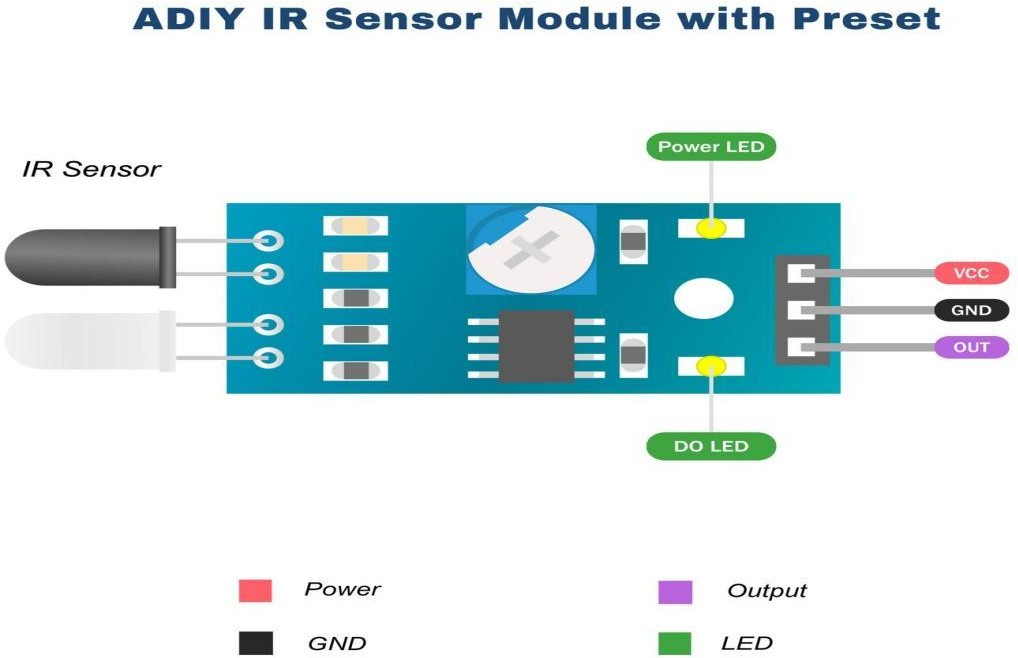 ADIY IR Sensor Module with Preset
Power LED
IR Sensor
VCC
GND
OUT
DO LED
Power
Output
GND
LED